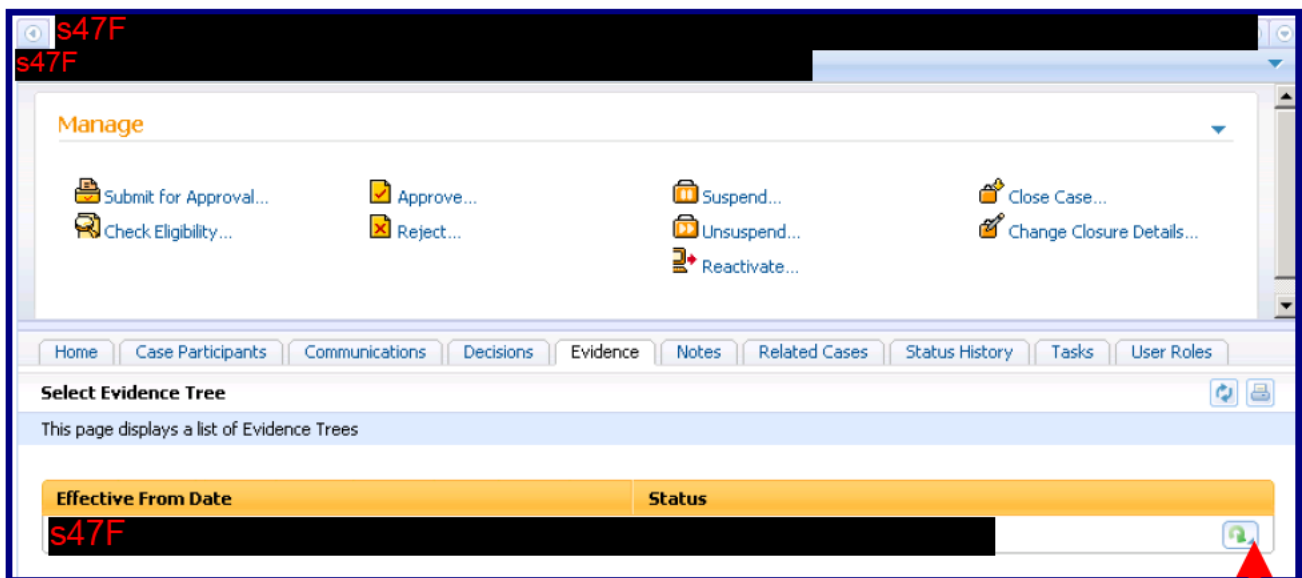 s47F
s47F
Manage
Submit for Approval... Approve... Suspend... Close Case...
Check Eligibility... Reject... Unsuspend... Change Closure Details...
Reactivate...
Home Case Participants Communications Decisions Evidence Notes Related Cases Status History Tasks User Roles
Select Evidence Tree
This page displays a list of Evidence Trees
Effective From Date Status
s47F